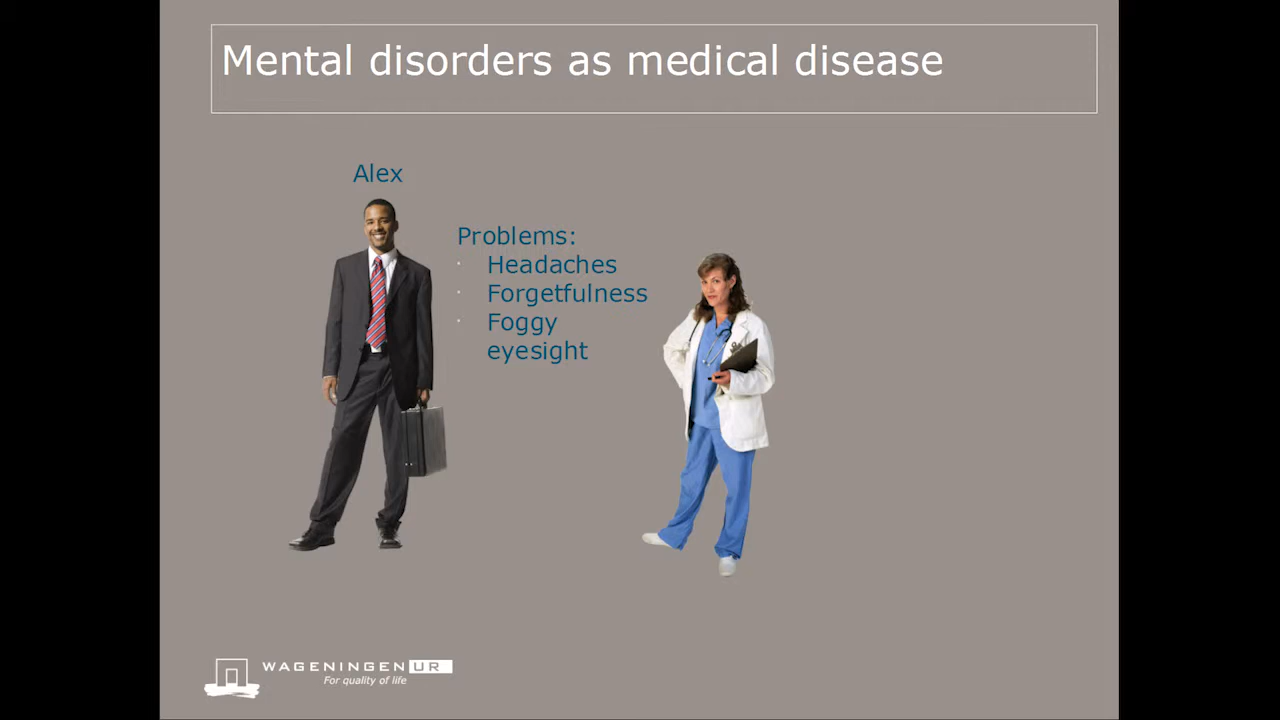 Mental disorders as medical disease
Alex
Problems:
· Headaches
· Forgetfulness
· Foggy
eyesight
WAGENINGEN UR
For quality of life